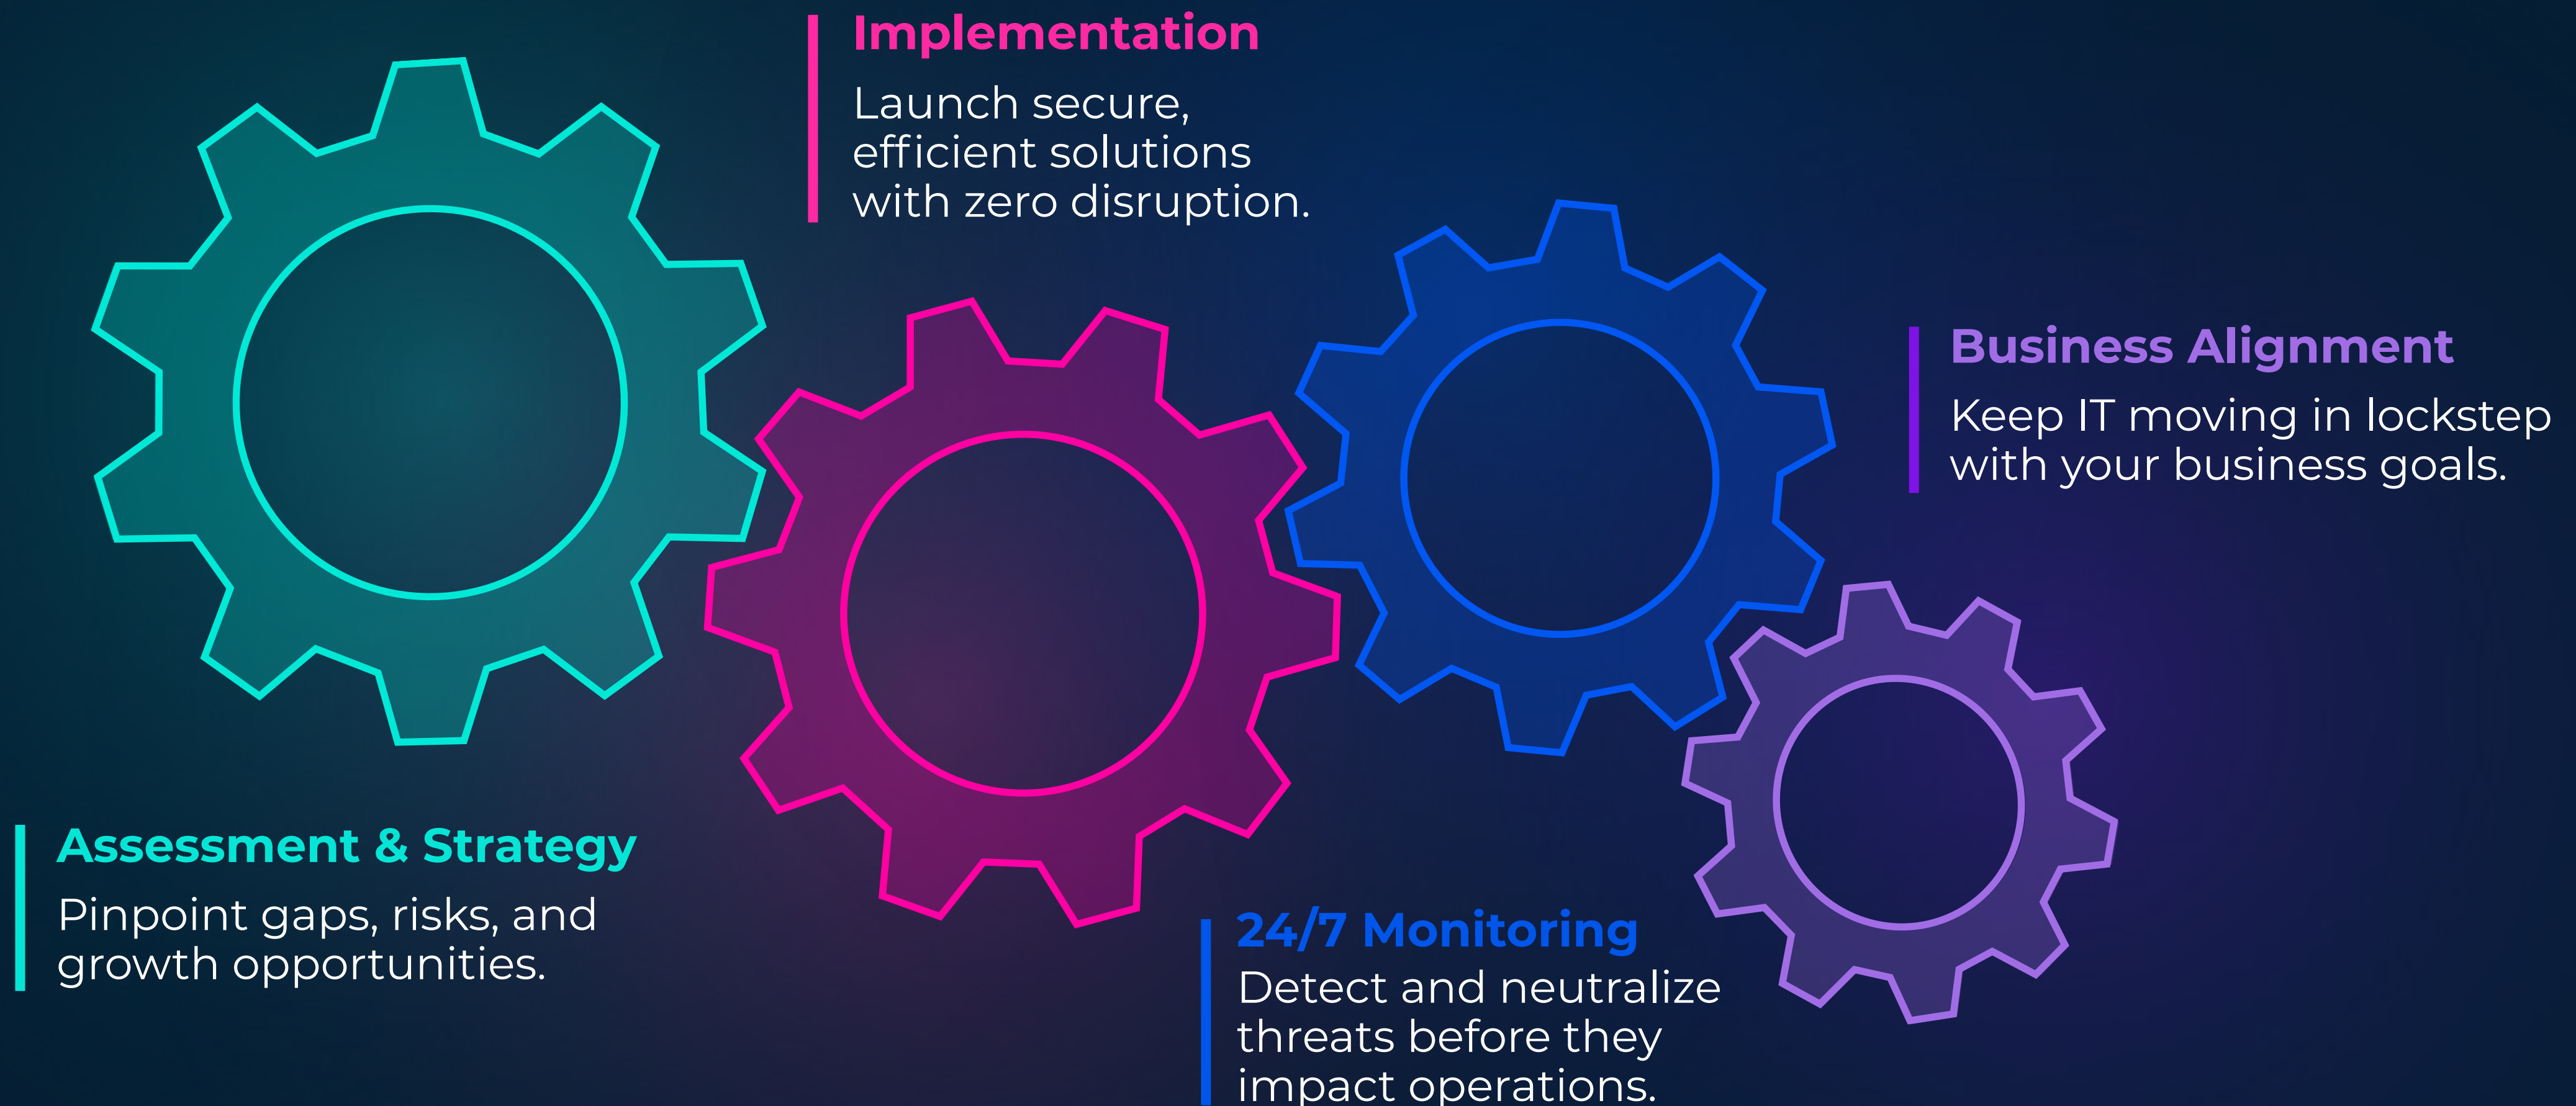 Implementation
Launch secure,
efficient solutions
with zero disruption.
Business Alignment
Keep IT moving in lockstep
with your business goals.
Assessment & Strategy
Pinpoint gaps, risks, and
growth opportunities.
24/7 Monitoring
Detect and neutralize
threats before they
impact operations.